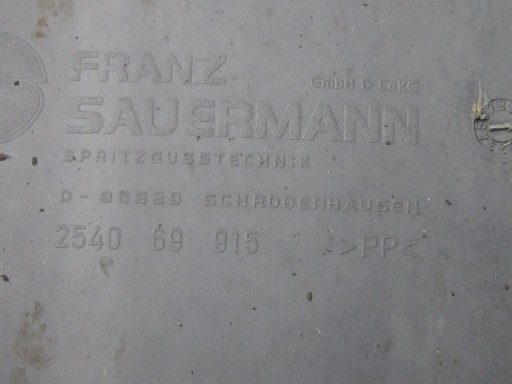 FRANZ
GmbH & CoKG
SAUERMANN
SPRITZGUSSTECHNIK
D- 86529 SCHROBENHAUSEN
2540 69 915 >PP<